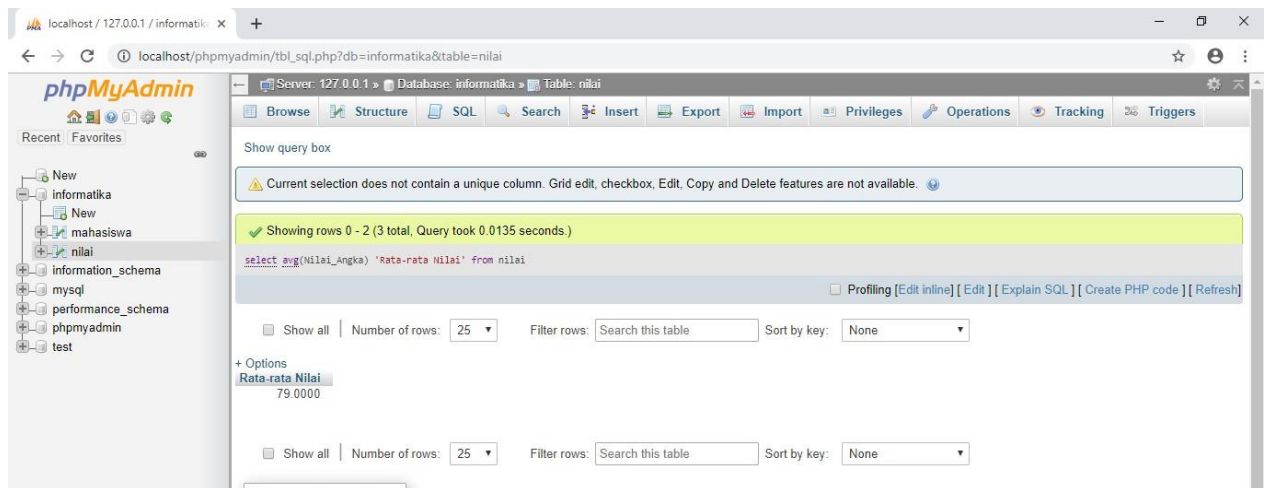 localhost / 127.0.0.1 / informatik
localhost/phpmyadmin/tbl_sql.php?db=informatika&table=nilai
phpMyAdmin
Recent Favorites
New
informatika
New
mahasiswa
nilai
information_schema
mysql
performance_schema
phpmyadmin
test
Server: 127.0.0.1 » Database: informatika » Table: nilai
Browse Structure SQL Search Insert Export Import Privileges Operations Tracking Triggers
Show query box
Current selection does not contain a unique column. Grid edit, checkbox, Edit, Copy and Delete features are not available.
Showing rows 0 - 2 (3 total, Query took 0.0135 seconds.)
select avg(Nilai_Angka) 'Rata-rata Nilai' from nilai
Profiling [Edit inline] [ Edit ] [ Explain SQL ] [ Create PHP code ] [ Refresh]
Show all | Number of rows: 25 Filter rows: Search this table Sort by key: None
+ Options
Rata-rata Nilai
79.0000
Show all | Number of rows: 25 Filter rows: Search this table Sort by key: None